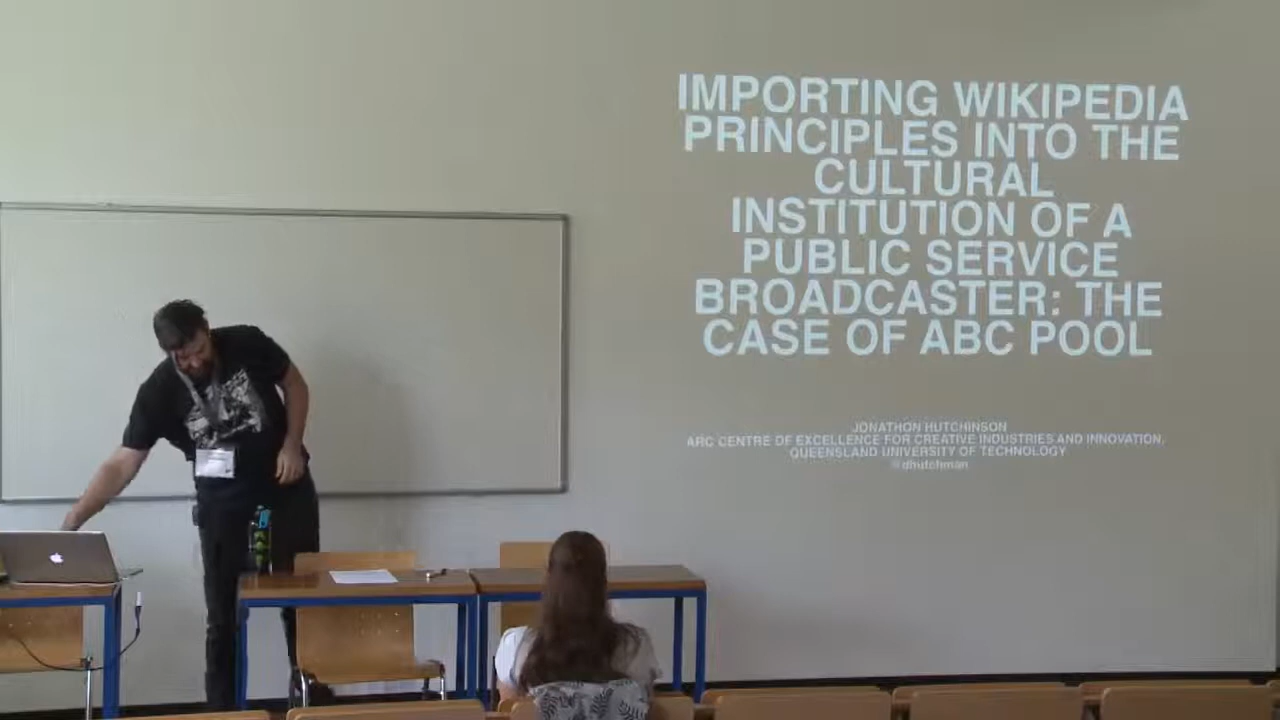 IMPORTING WIKIPEDIA
PRINCIPLES INTO THE
CULTURAL
INSTITUTION OF A
PUBLIC SERVICE
BROADCASTER: THE
CASE OF ABC POOL
JONATHON HUTCHINSON
ARC CENTRE OF EXCELLENCE FOR CREATIVE INDUSTRIES AND INNOVATION,
QUEENSLAND UNIVERSITY OF TECHNOLOGY
@dhutchman